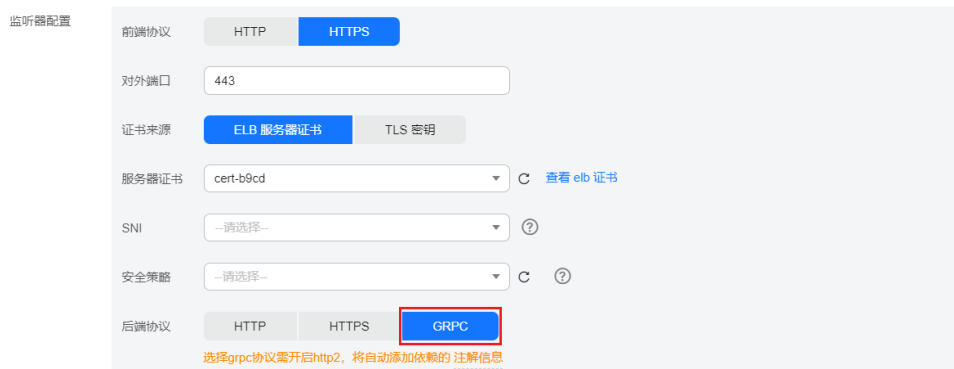 监听器配置
前端协议 HTTP HTTPS
对外端口 443
证书来源 ELB 服务器证书 TLS 密钥
服务器证书 cert-b9cd 查看 elb 证书
SNI --请选择--
安全策略 --请选择--
后端协议 HTTP HTTPS GRPC
选择grpc协议需开启http2，将自动添加依赖的 注解信息